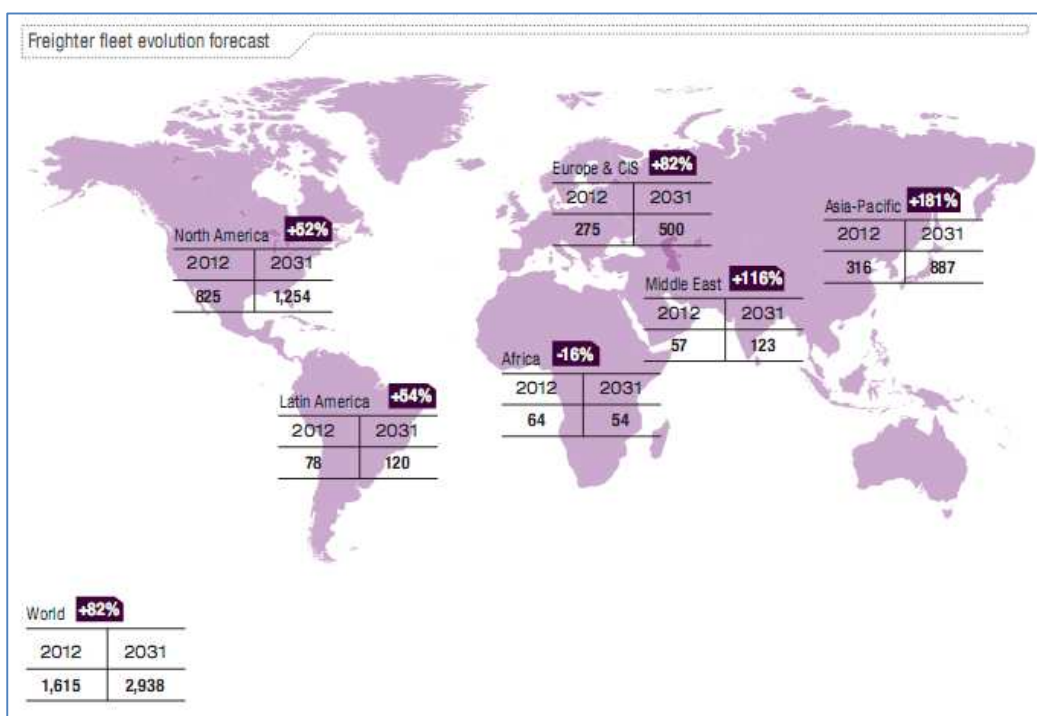 Freighter fleet evolution forecast
Europe & CIS +82%
2012 2031
275 500
Asia-Pacific +181%
2012 2031
316 887
North America +52%
2012 2031
825 1,254
Middle East +116%
2012 2031
57 123
Africa -16%
2012 2031
64 54
Latin America +54%
2012 2031
78 120
World +82%
2012 2031
1,615 2,938